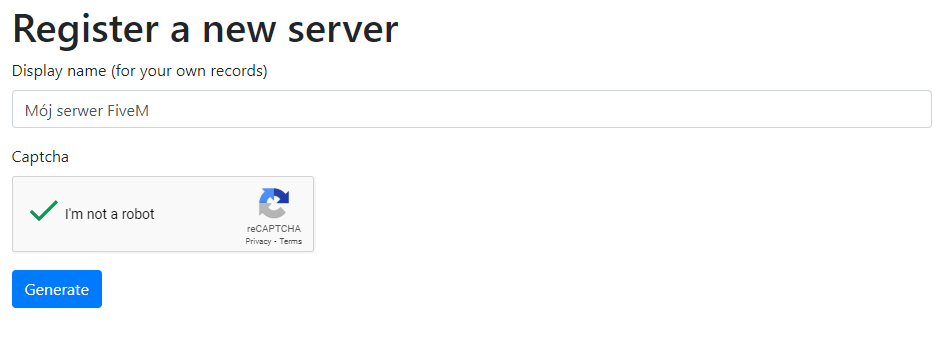 Register a new server
Display name (for your own records)
Mój serwer FiveM
Captcha
I'm not a robot
reCAPTCHA
Privacy - Terms
Generate